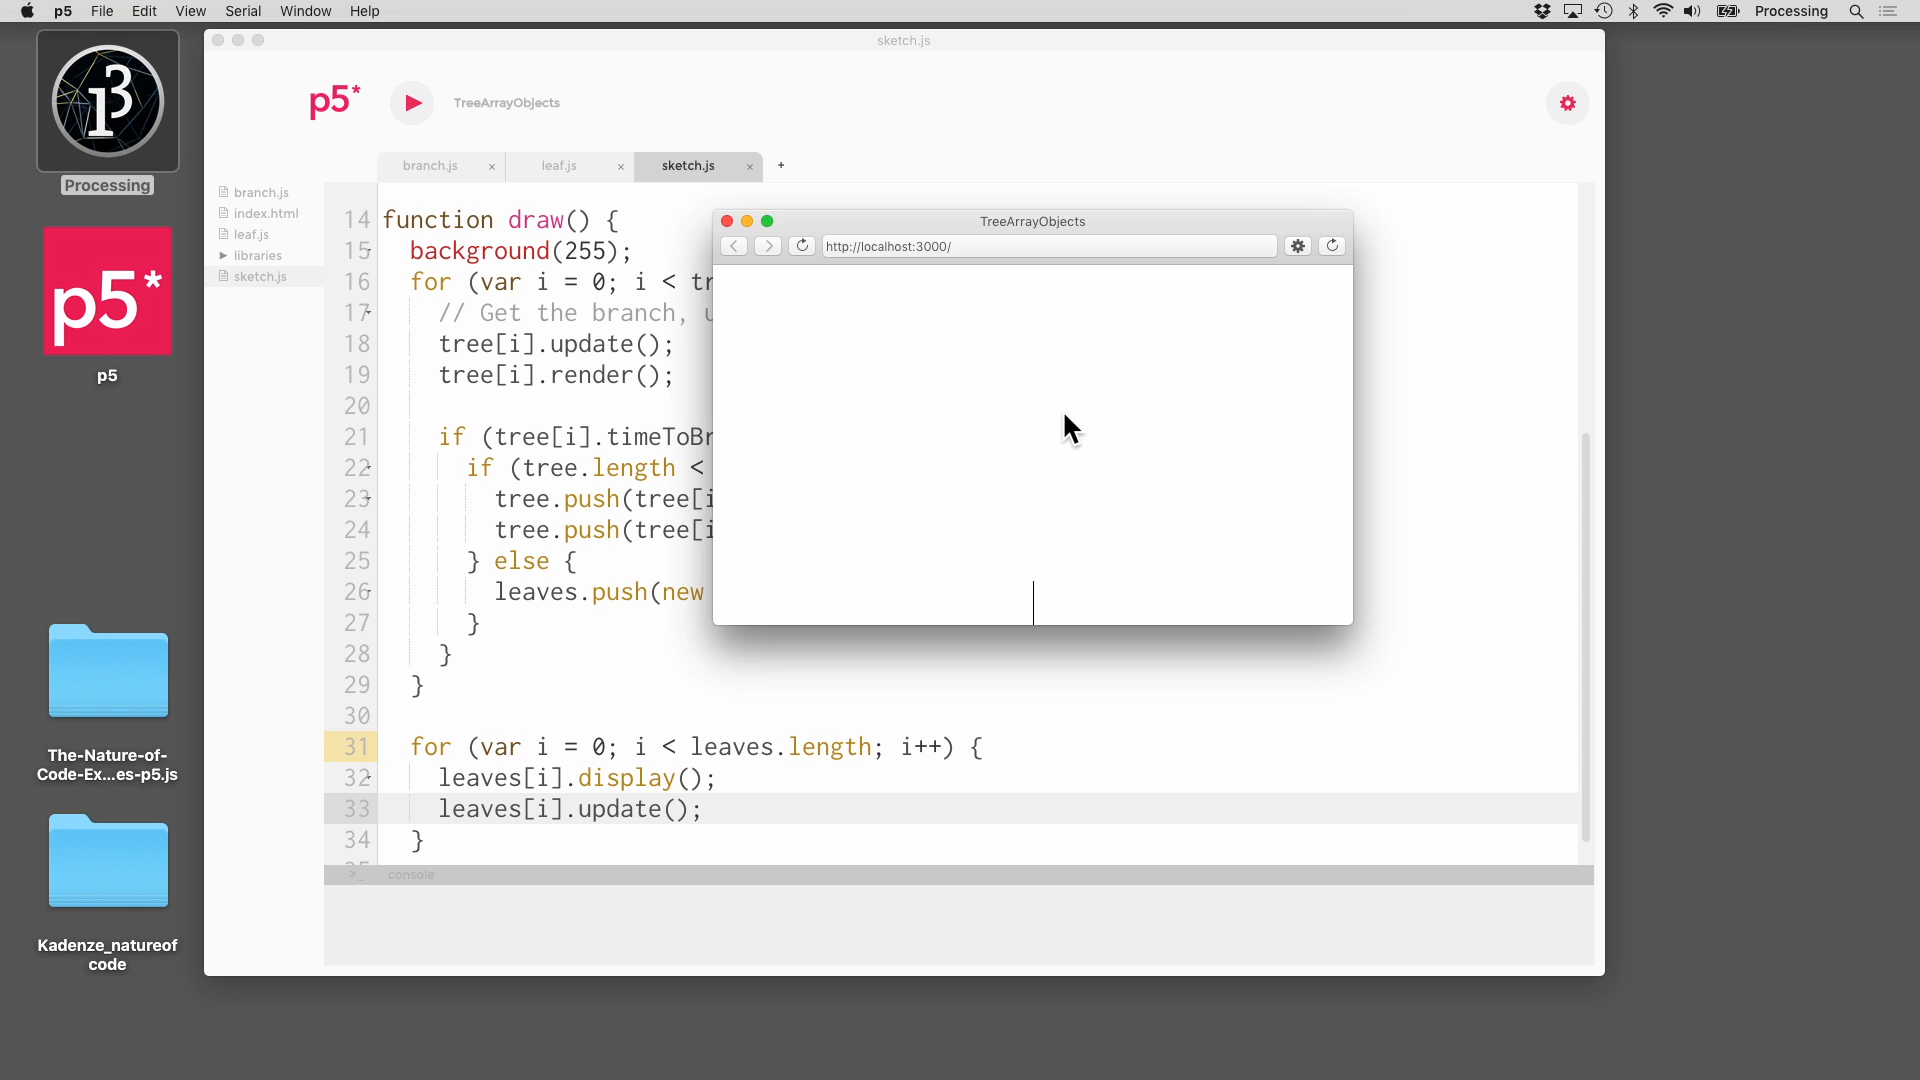 p5 File Edit View Serial Window Help Processing
sketch.js
p5* TreeArrayObjects
branch.js × leaf.js × sketch.js × +
Processing
branch.js
index.html
leaf.js
libraries
sketch.js
p5*
p5
The-Nature-of-
Code-Ex...es-p5.js
Kadenze_natureof
code
14 function draw() {
15 background(255);
16 for (var i = 0; i < tr
17 // Get the branch,
18 tree[i].update();
19 tree[i].render();
20
21 if (tree[i].timeToBr
22 if (tree.length <
23 tree.push(tree[i
24 tree.push(tree[i
25 } else {
26 leaves.push(new
27 }
28 }
29 }
30
31 for (var i = 0; i < leaves.length; i++) {
32 leaves[i].display();
33 leaves[i].update();
34 }
>_ console
TreeArrayObjects
http://localhost:3000/